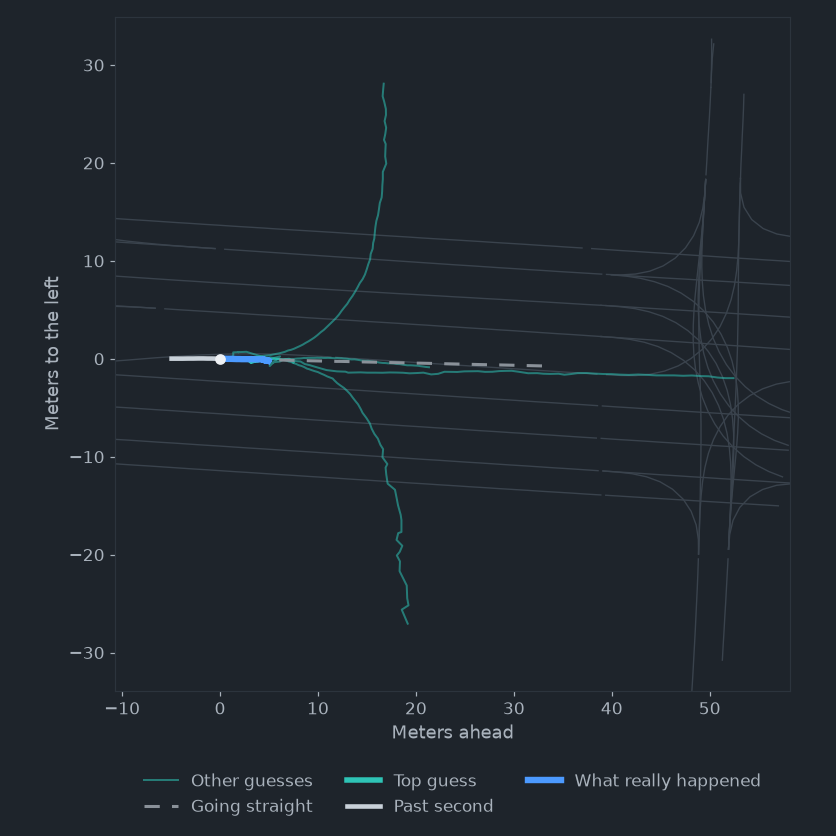 30
20
10
0
−10
−20
−30
Meters to the left
−10 0 10 20 30 40 50
Meters ahead
Other guesses Top guess What really happened
Going straight Past second